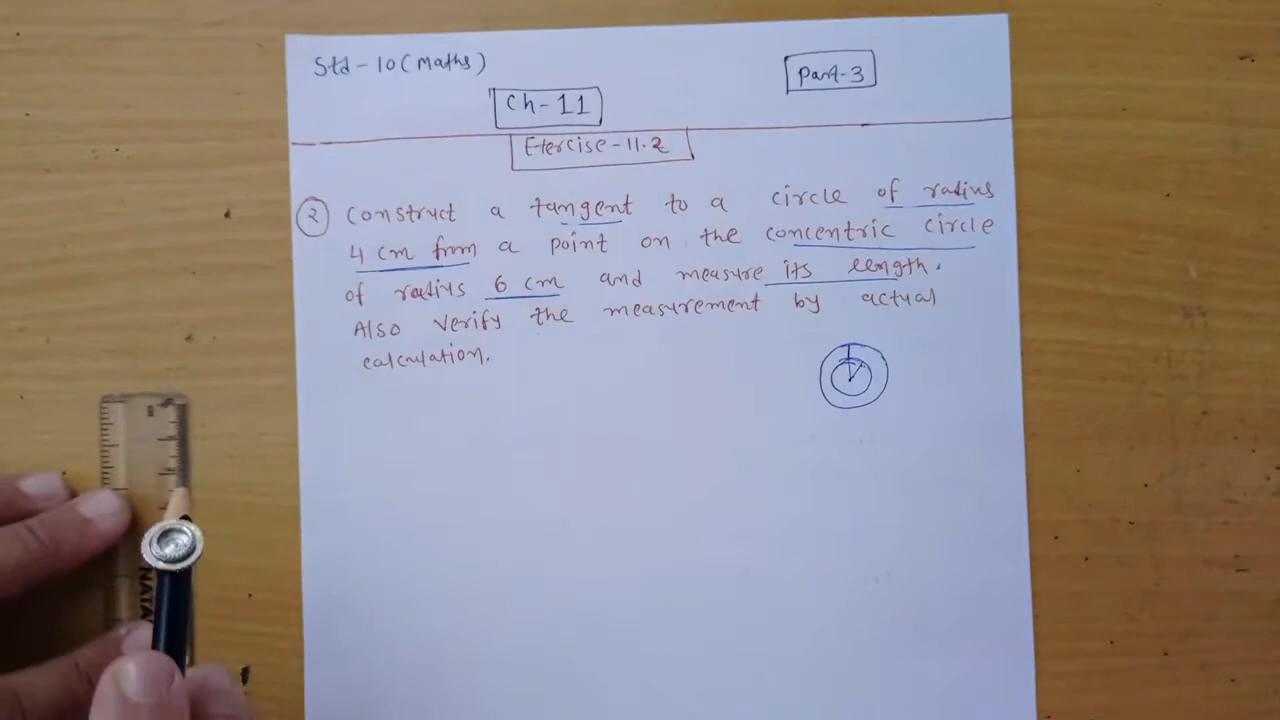 Std-10 (Maths)
Part-3
Ch-11
Exercise-11.2
2 Construct a tangent to a circle of radius
4 cm from a point on the concentric circle
of radius 6 cm and measure its length.
Also verify the measurement by actual
calculation.
NATA